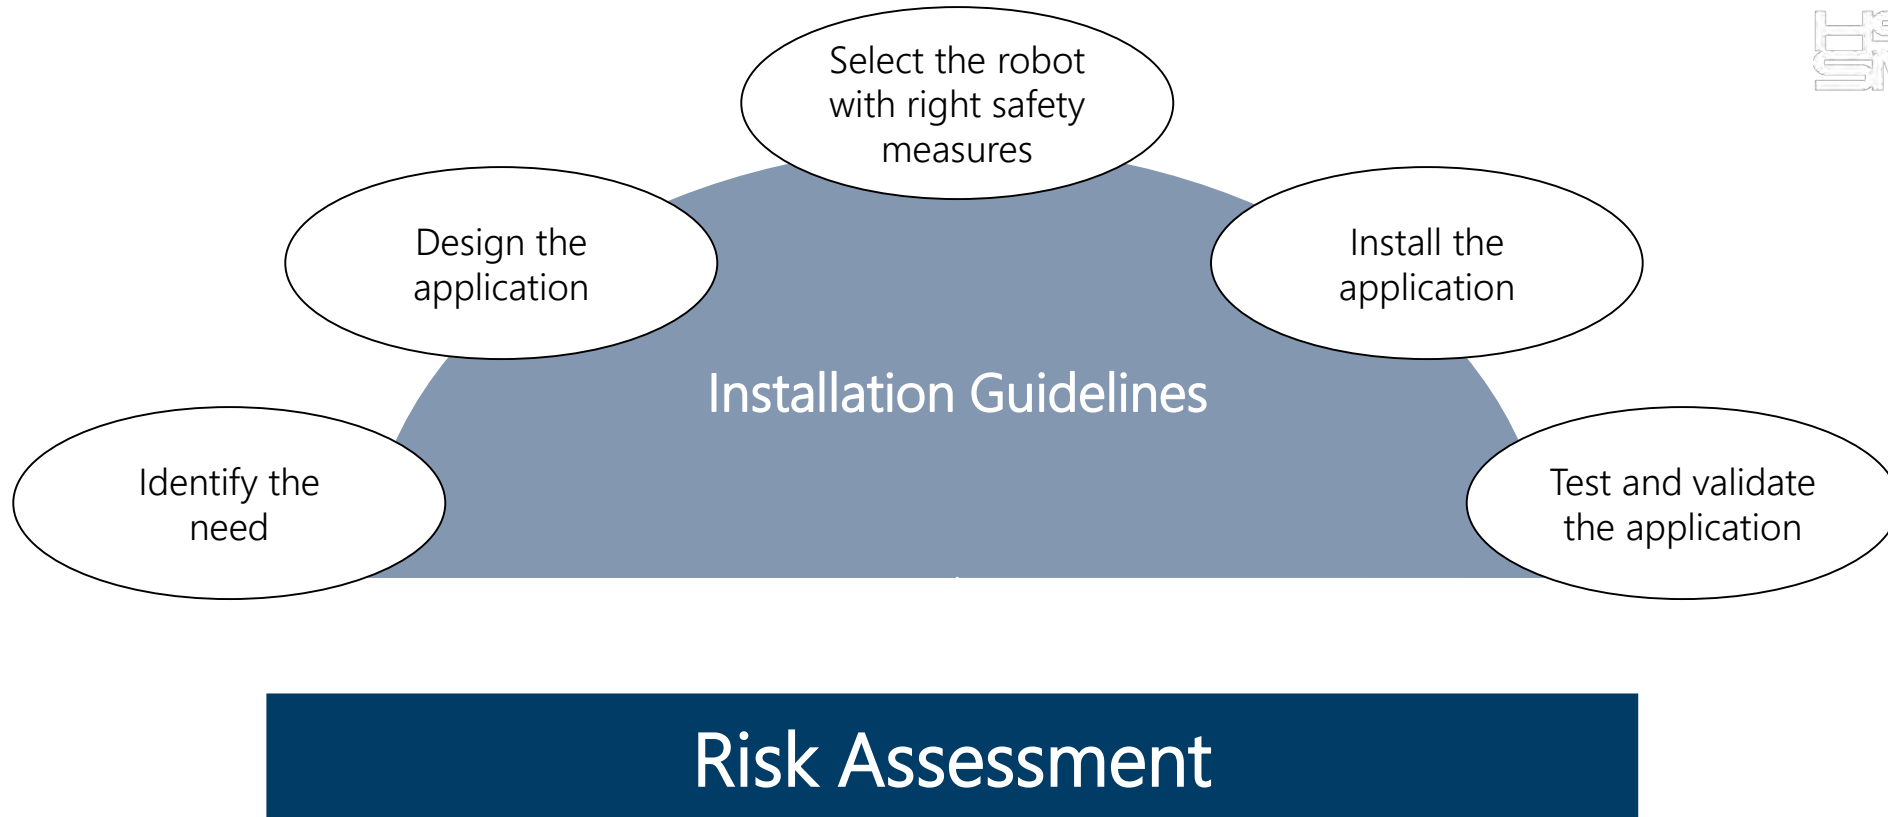 Select the robot
with right safety
measures
Design the
application
Install the
application
Installation Guidelines
Identify the
need
Test and validate
the application
Risk Assessment